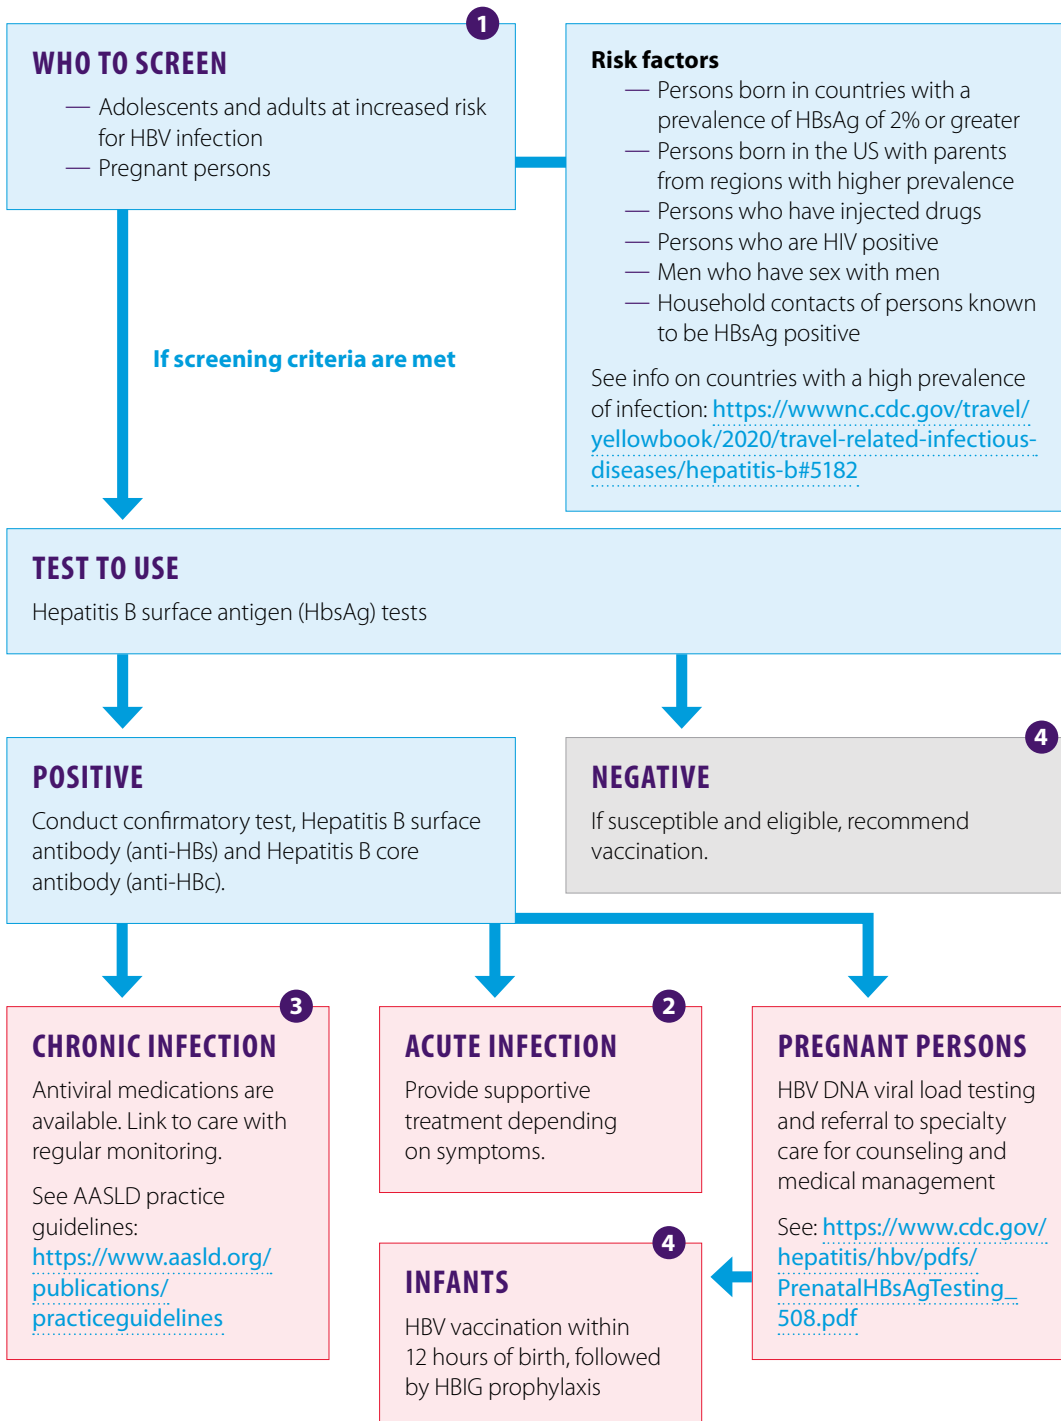 1
WHO TO SCREEN
— Adolescents and adults at increased risk
for HBV infection
— Pregnant persons
Risk factors
— Persons born in countries with a
prevalence of HBsAg of 2% or greater
— Persons born in the US with parents
from regions with higher prevalence
— Persons who have injected drugs
— Persons who are HIV positive
— Men who have sex with men
— Household contacts of persons known
to be HBsAg positive
See info on countries with a high prevalence
of infection: https://wwwnc.cdc.gov/travel/
yellowbook/2020/travel-related-infectious-
diseases/hepatitis-b#5182
If screening criteria are met
TEST TO USE
Hepatitis B surface antigen (HbsAg) tests
POSITIVE
Conduct confirmatory test, Hepatitis B surface
antibody (anti-HBs) and Hepatitis B core
antibody (anti-HBc).
4
NEGATIVE
If susceptible and eligible, recommend
vaccination.
3
CHRONIC INFECTION
Antiviral medications are
available. Link to care with
regular monitoring.
See AASLD practice
guidelines:
https://www.aasld.org/
publications/
practiceguidelines
2
ACUTE INFECTION
Provide supportive
treatment depending
on symptoms.
PREGNANT PERSONS
HBV DNA viral load testing
and referral to specialty
care for counseling and
medical management
See: https://www.cdc.gov/
hepatitis/hbv/pdfs/
PrenatalHBsAgTesting_
508.pdf
4
INFANTS
HBV vaccination within
12 hours of birth, followed
by HBIG prophylaxis